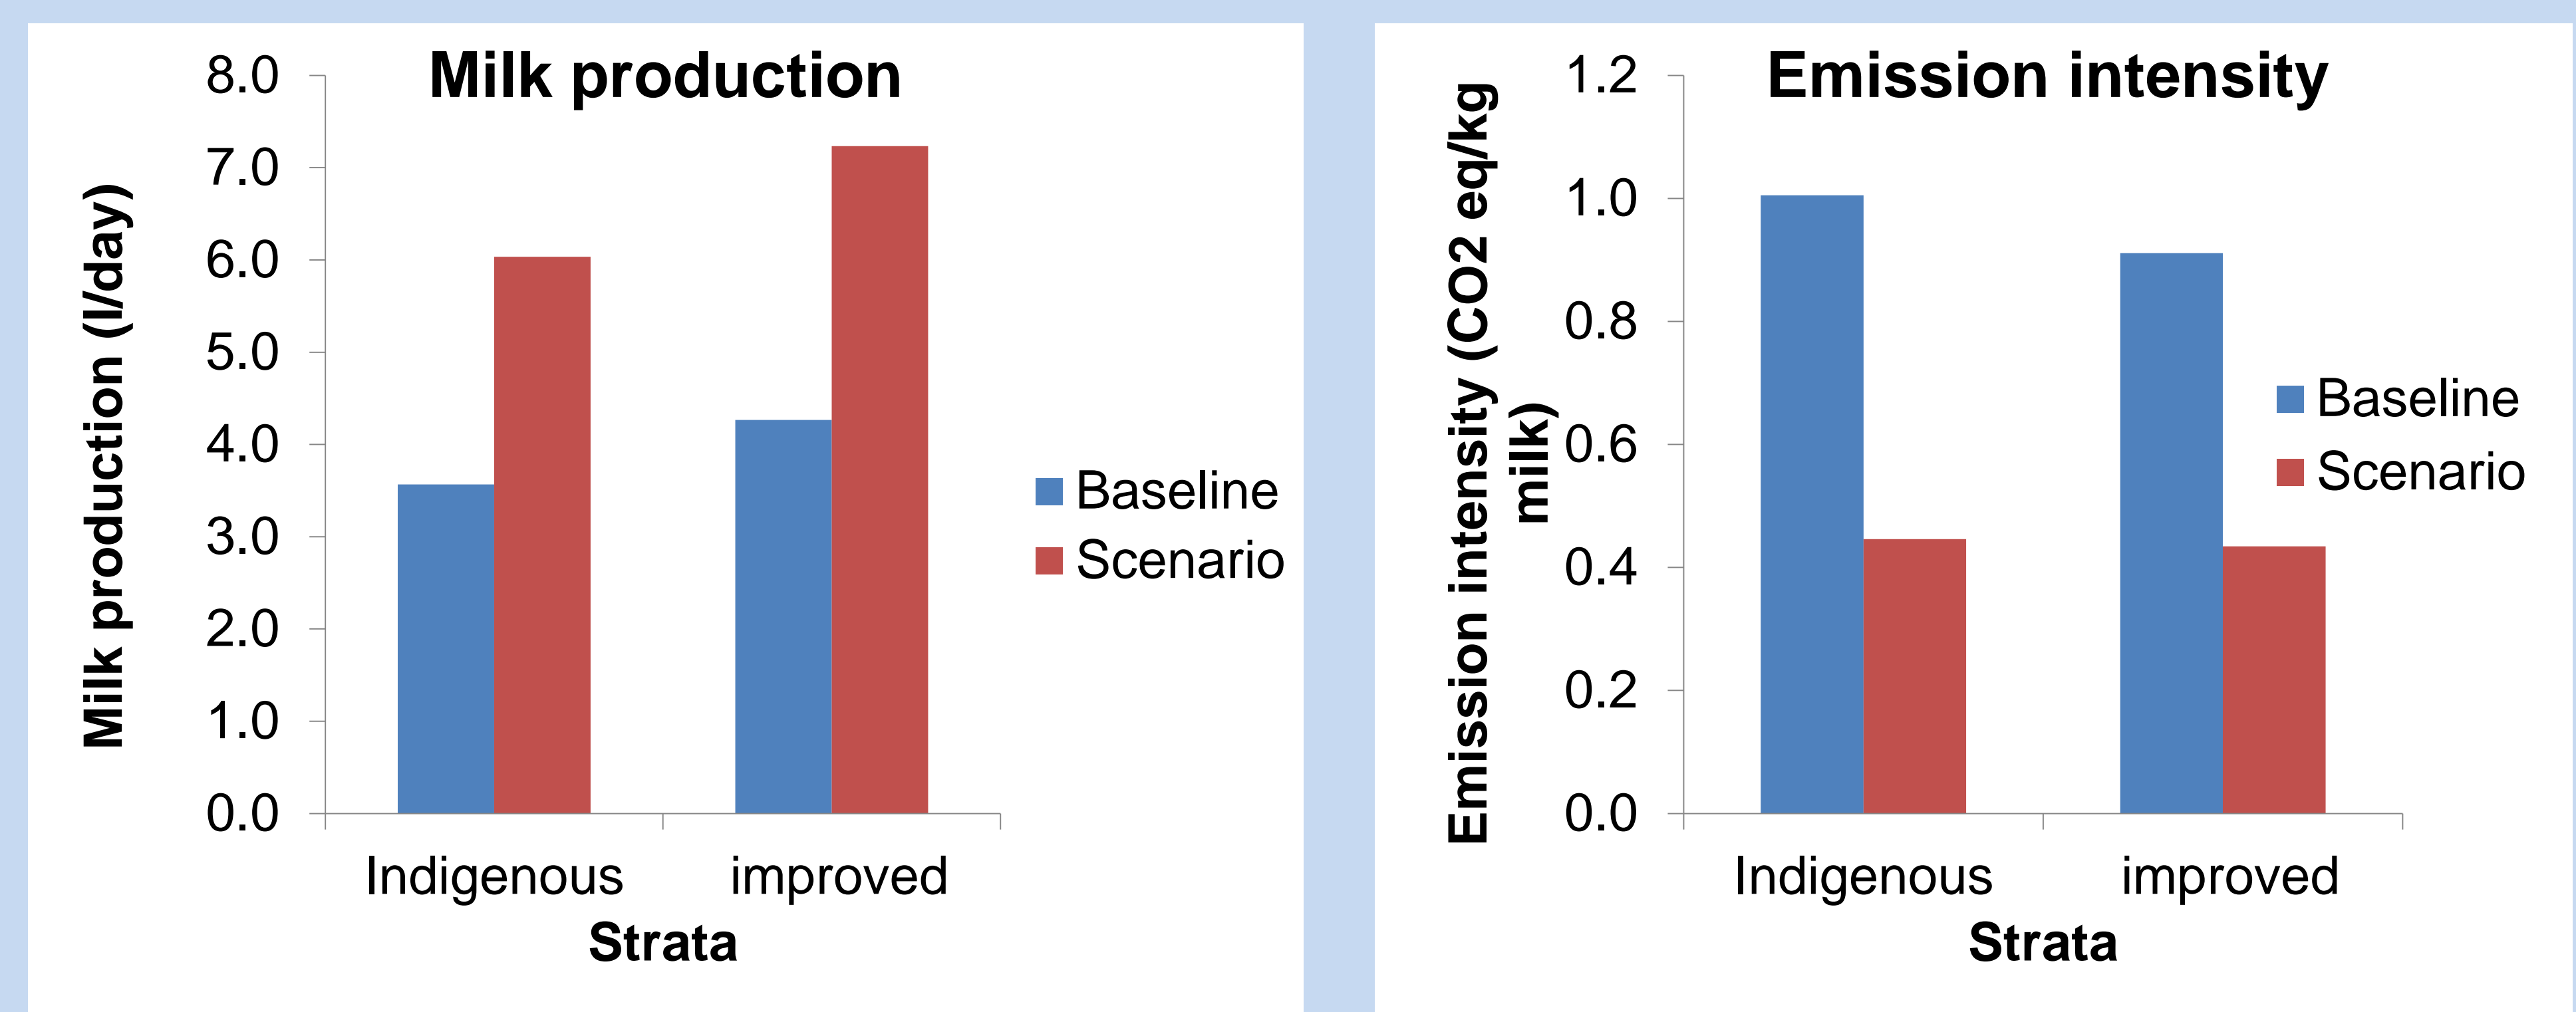 Milk production
Milk production (l/day)
8.0
7.0
6.0
5.0
4.0
3.0
2.0
1.0
0.0
Baseline
Scenario
Indigenous
improved
Strata
Emission intensity
Emission intensity (CO2 eq/kg
milk)
1.2
1.0
0.8
0.6
0.4
0.2
0.0
Baseline
Scenario
Indigenous
improved
Strata